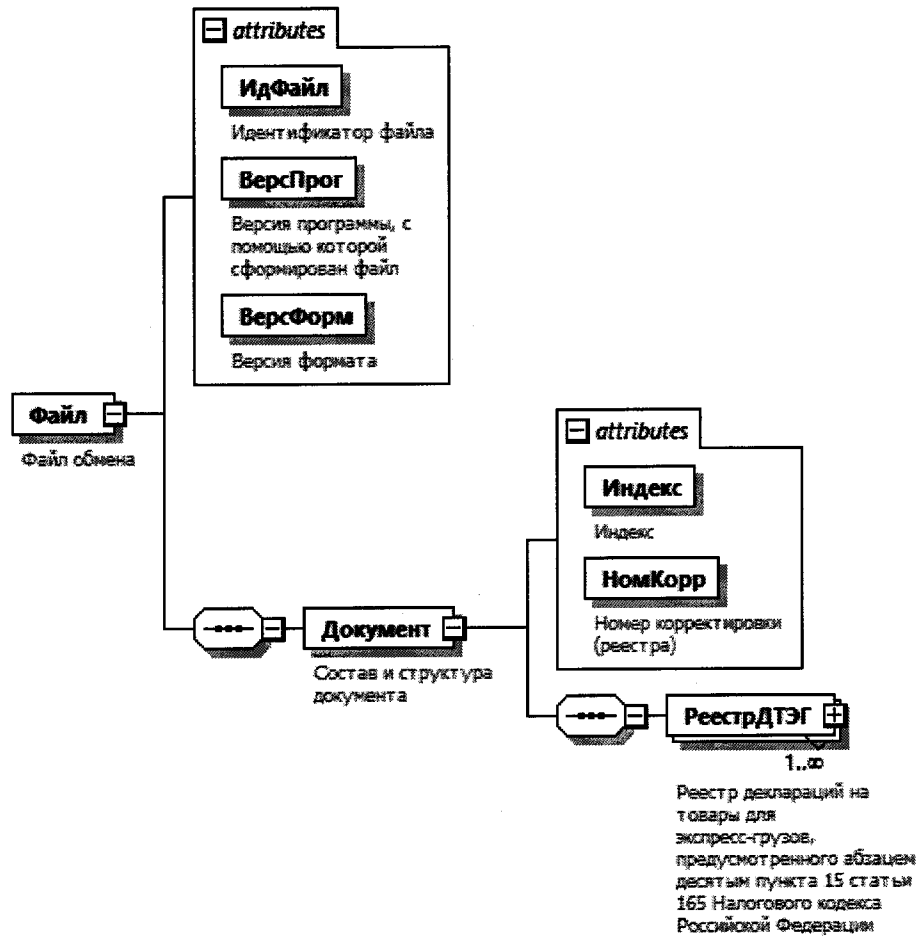 attributes
ИдФайл
Идентификатор файла
ВерсПрог
Версия программы, с
помощью которой
сформирован файл
ВерсФорм
Версия формата
Файл
Файл обмена
attributes
Индекс
Индекс
НомКорр
Номер корректировки
(реестра)
Документ
Состав и структура
документа
РеестрДТЭГ
1..∞
Реестр деклараций на
товары для
экспресс-грузов,
предусмотренного абзацем
десятым пункта 15 статьи
165 Налогового кодекса
Российской Федерации